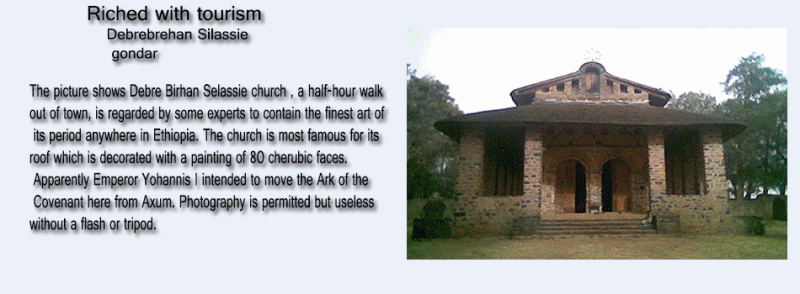 Riched with tourism
Debrebrehan Silassie
gondar
The picture shows Debre Birhan Selassie church , a half-hour walk
out of town, is regarded by some experts to contain the finest art of
its period anywhere in Ethiopia. The church is most famous for its
roof which is decorated with a painting of 80 cherubic faces.
Apparently Emperor Yohannis I intended to move the Ark of the
Covenant here from Axum. Photography is permitted but useless
without a flash or tripod.